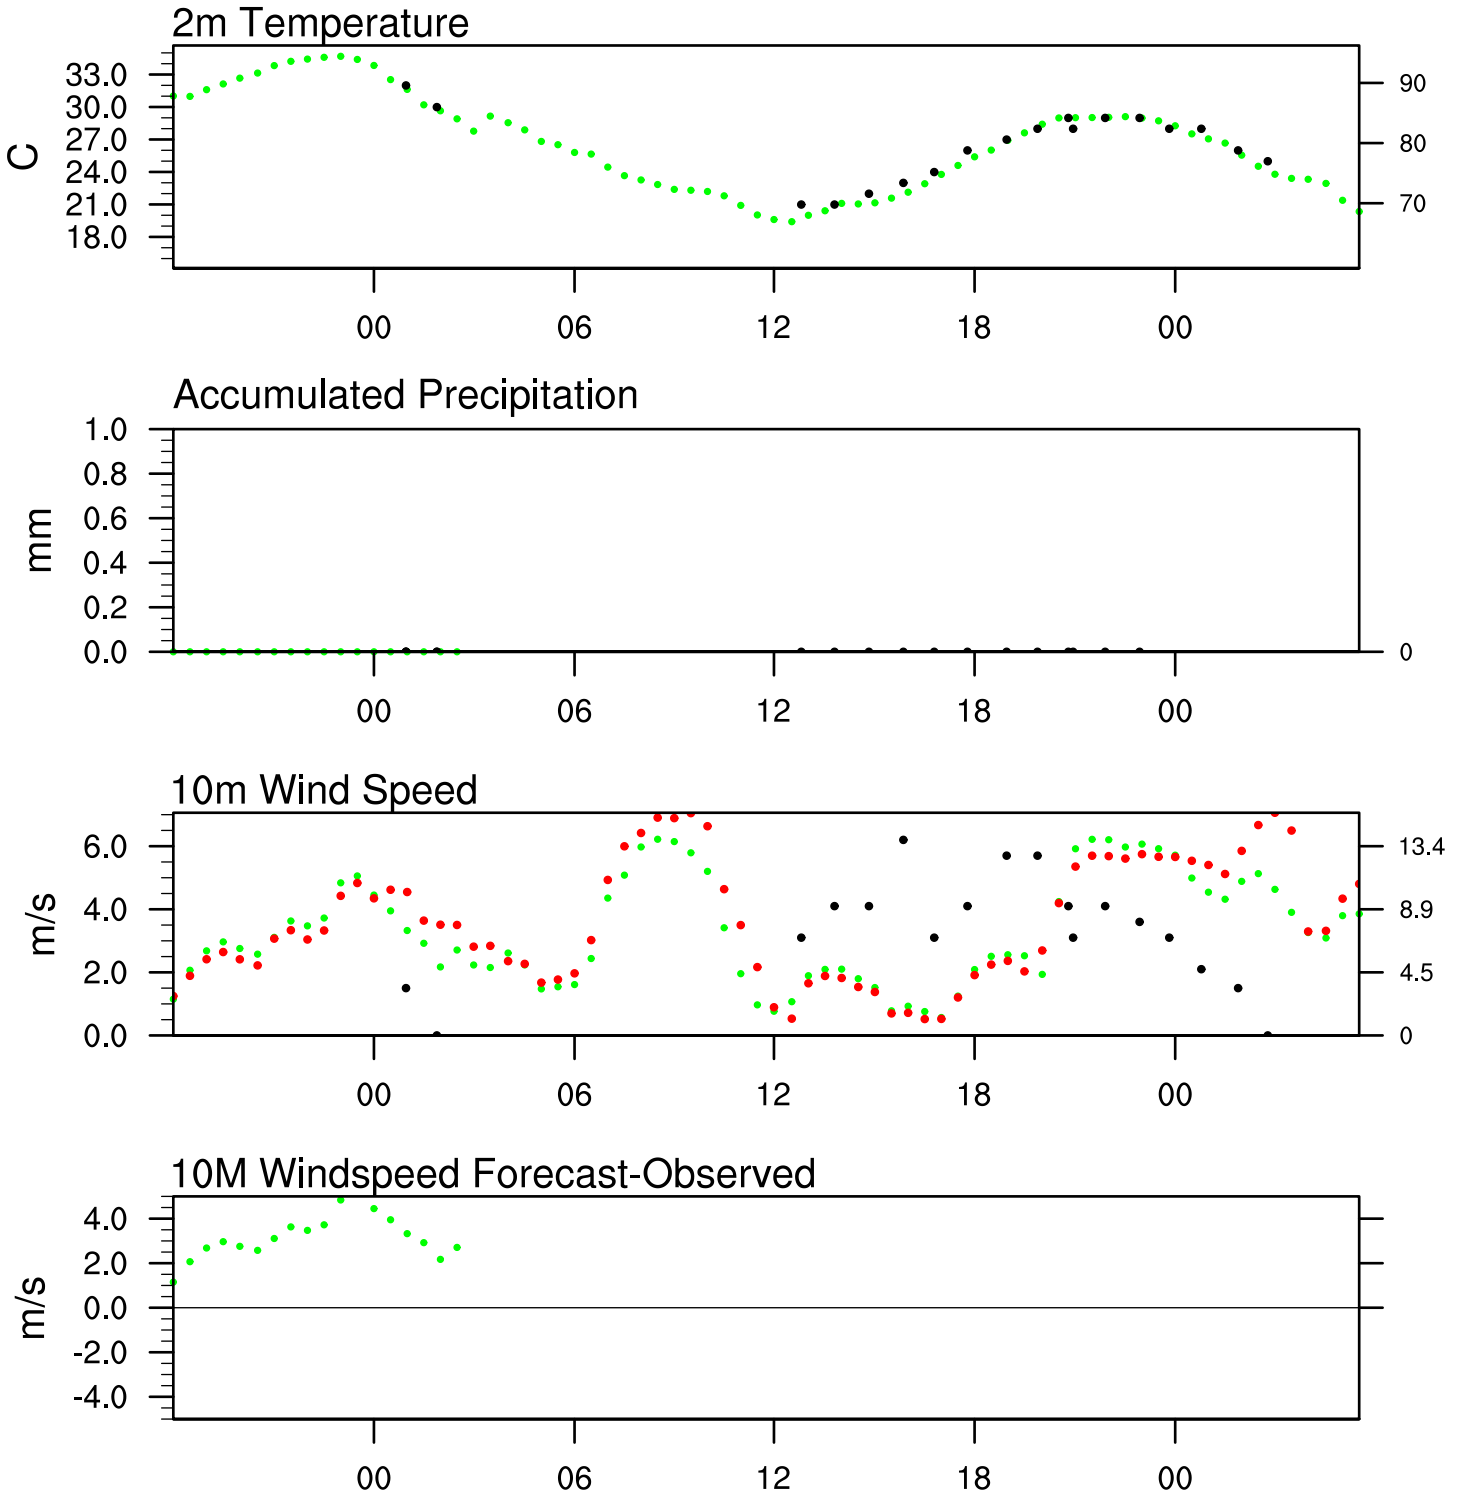 2m Temperature
C
33.0
30.0
27.0
24.0
21.0
18.0
90
80
70
00 06 12 18 00
Accumulated Precipitation
mm
1.0
0.8
0.6
0.4
0.2
0.0
0
00 06 12 18 00
10m Wind Speed
m/s
6.0
4.0
2.0
0.0
13.4
8.9
4.5
0
00 06 12 18 00
10M Windspeed Forecast-Observed
m/s
4.0
2.0
0.0
-2.0
-4.0
00 06 12 18 00